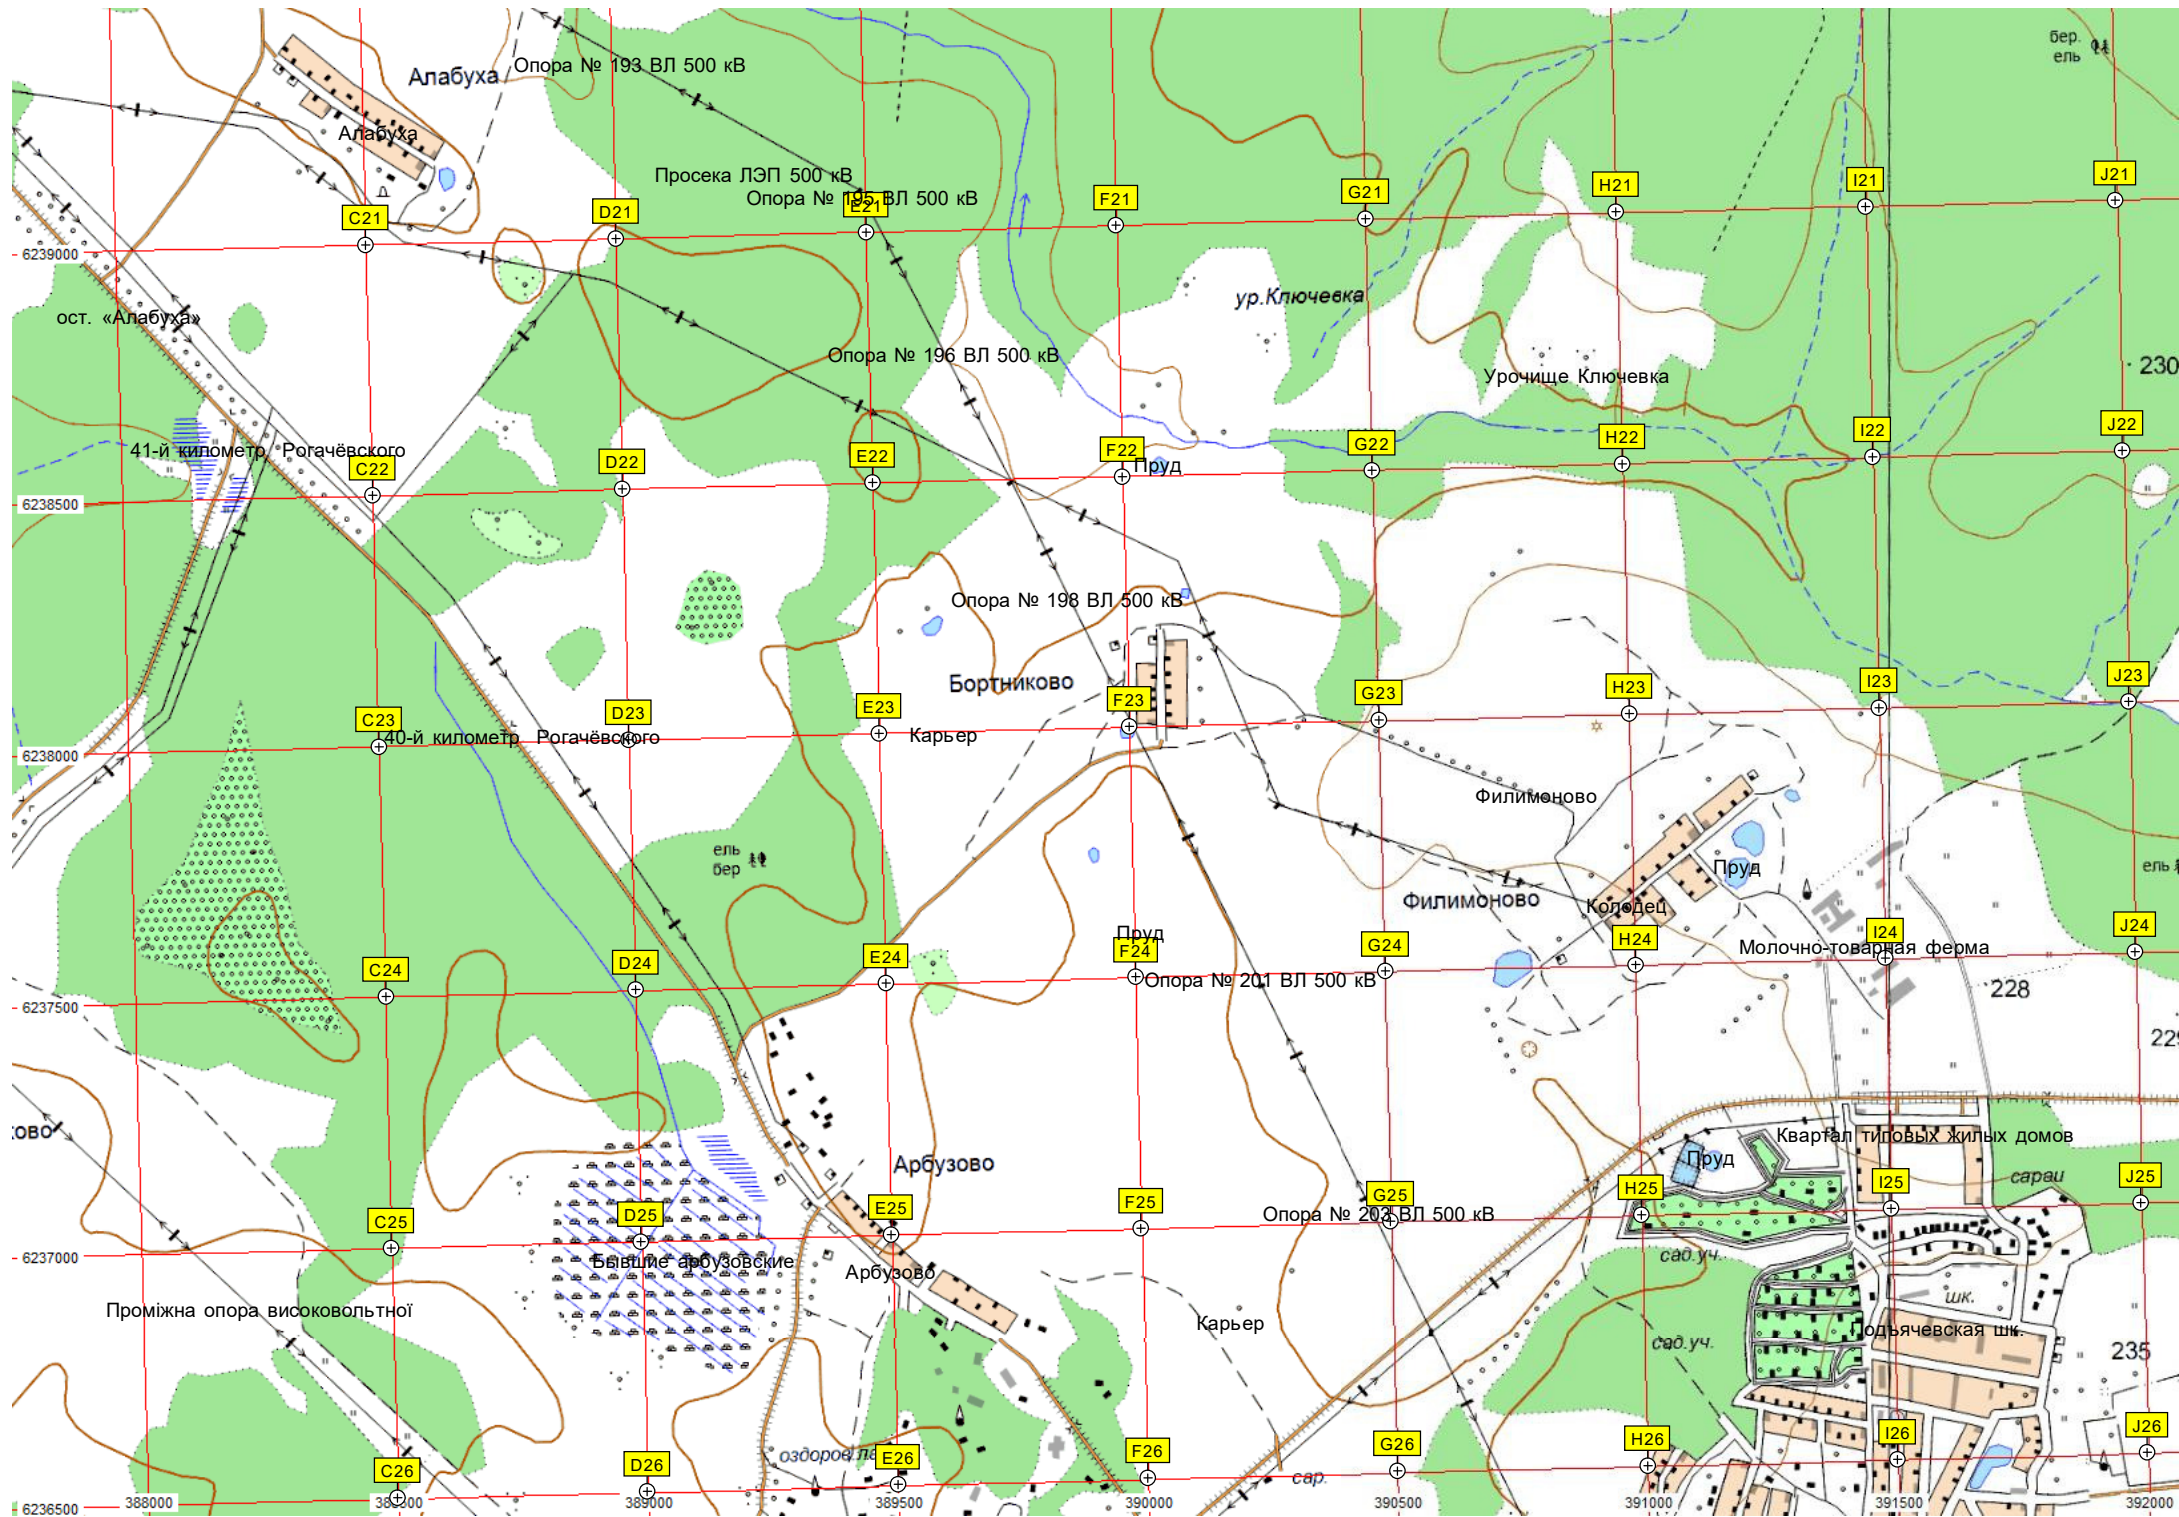 бер.
ель
Алабуха
Опора № 193 ВЛ 500 кВ
Алабуха
Просека ЛЭП 500 кВ
Опора № 195 ВЛ 500 кВ
C21
D21
E21
F21
G21
H21
I21
J21
6239000
ост. «Алабуха»
ур.Ключевка
Опора № 196 ВЛ 500 кВ
Урочище Ключевка
230
41-й километр Рогачёвского
C22
D22
E22
F22
Пруд
G22
H22
I22
J22
6238500
Опора № 198 ВЛ 500 кВ
Бортниково
C23
D23
E23
F23
G23
H23
I23
J23
40-й километр Рогачёвского
Карьер
6238000
Филимоново
ель
бер
Пруд
ель
Филимоново
Колодец
Пруд
C24
D24
E24
F24
G24
H24
I24
J24
Молочно-товарная ферма
Опора № 201 ВЛ 500 кВ
228
6237500
229
ково
Квартал типовых жилых домов
Арбузово
Пруд
сараи
C25
D25
E25
F25
G25
H25
I25
J25
Опора № 203 ВЛ 500 кВ
6237000
Бывшие арбузовские
Арбузово
сад.уч.
шк.
Проміжна опора високовольтної
Карьер
Подъячевская шк.
сад.уч.
235
C26
D26
оздоров.ла
E26
F26
G26
H26
I26
J26
сар.
6236500
388000
389000
389500
390000
390500
391000
391500
392000